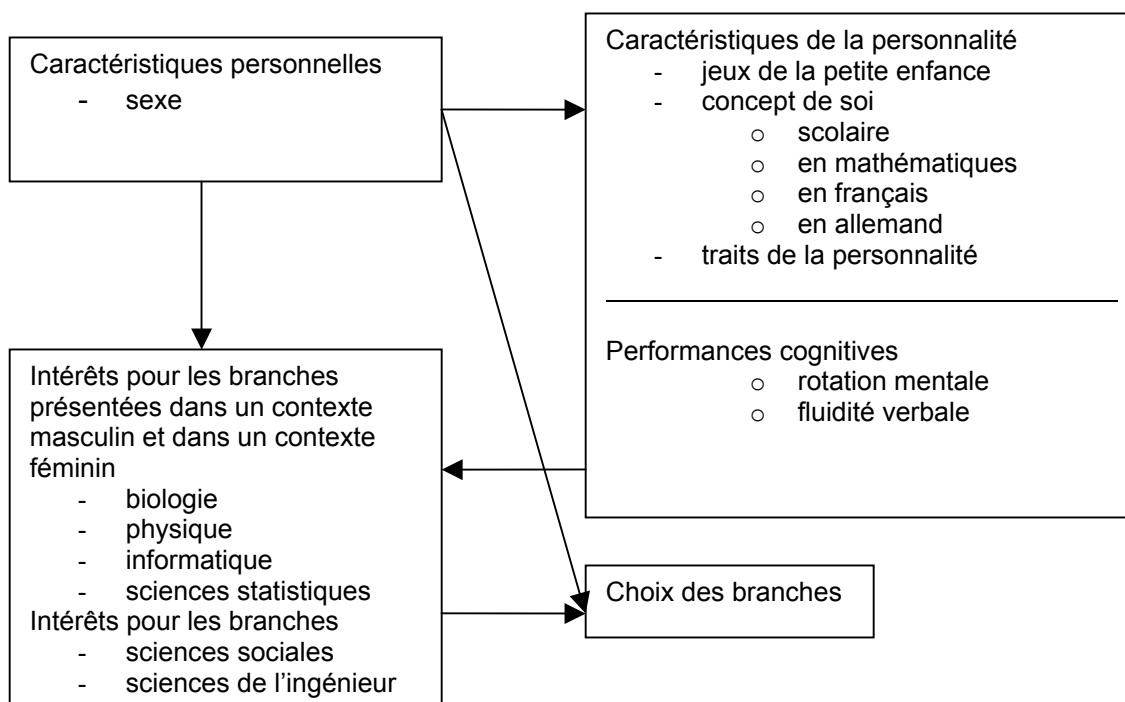 Caractéristiques personnelles
- sexe
Caractéristiques de la personnalité
- jeux de la petite enfance
- concept de soi
o scolaire
o en mathématiques
o en français
o en allemand
- traits de la personnalité
Performances cognitives
o rotation mentale
o fluidité verbale
Intérêts pour les branches
présentées dans un contexte
masculin et dans un contexte
féminin
- biologie
- physique
- informatique
- sciences statistiques
Intérêts pour les branches
- sciences sociales
- sciences de l'ingénieur
Choix des branches